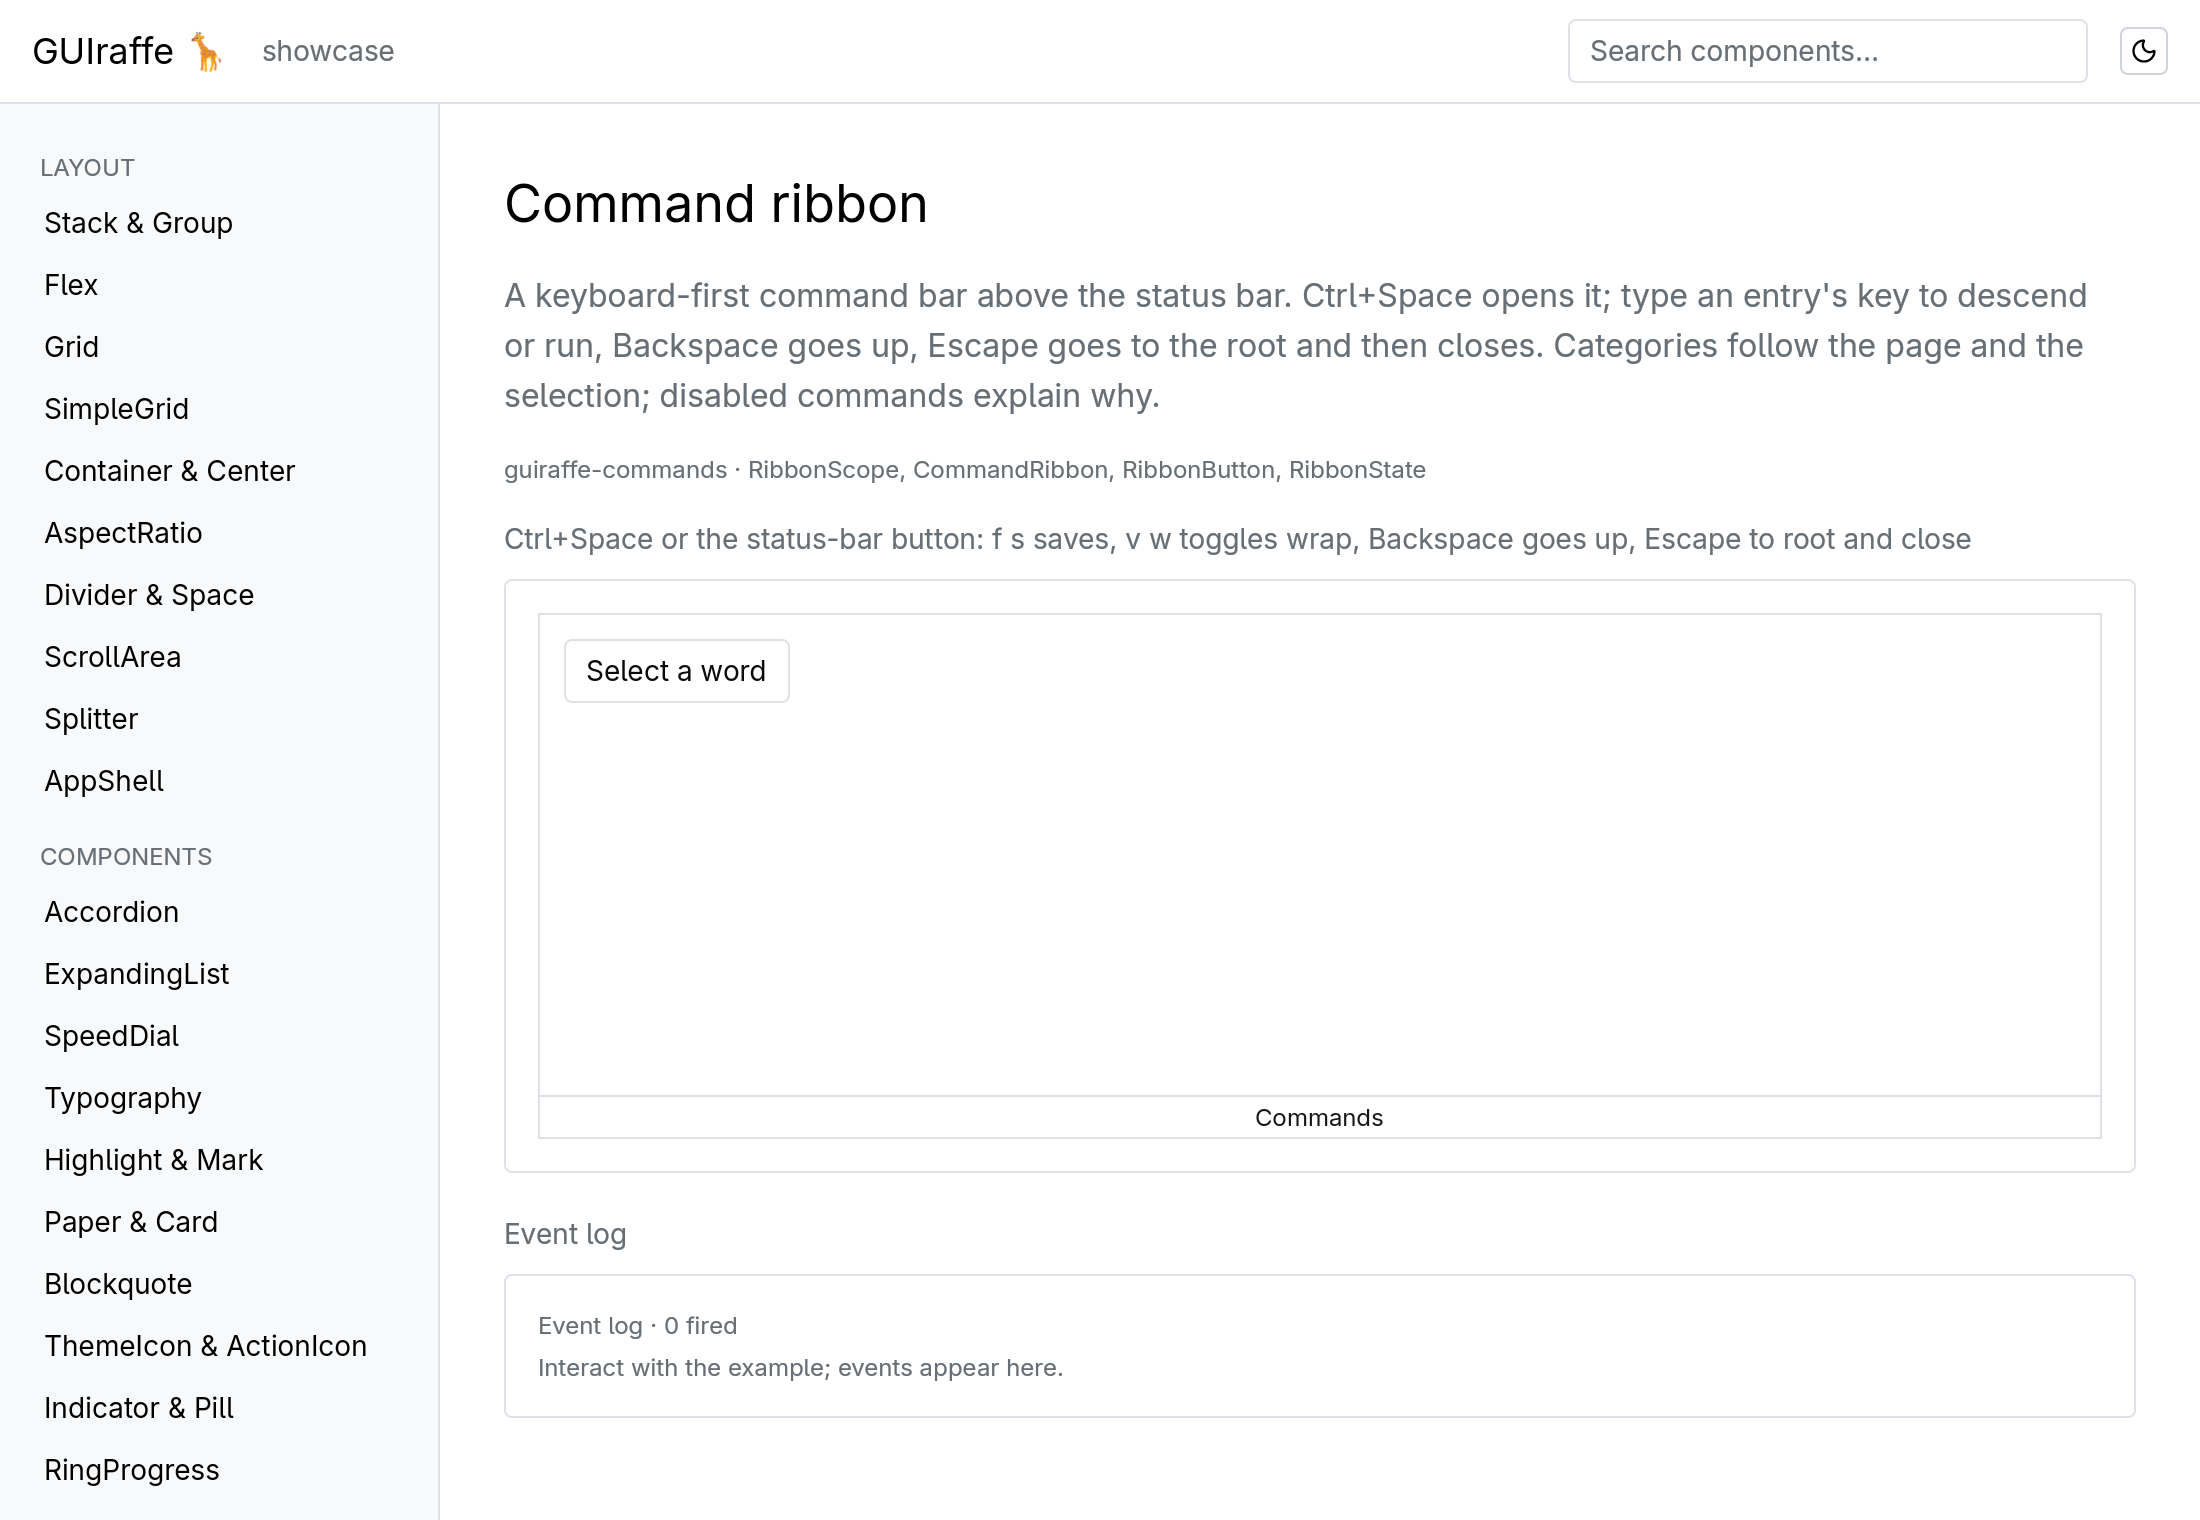 GUIraffe 🦒 showcase
Search components...
LAYOUT
Stack & Group
Flex
Grid
SimpleGrid
Container & Center
AspectRatio
Divider & Space
ScrollArea
Splitter
AppShell
COMPONENTS
Accordion
ExpandingList
SpeedDial
Typography
Highlight & Mark
Paper & Card
Blockquote
ThemeIcon & ActionIcon
Indicator & Pill
RingProgress
Command ribbon
A keyboard-first command bar above the status bar. Ctrl+Space opens it; type an entry's key to descend
or run, Backspace goes up, Escape goes to the root and then closes. Categories follow the page and the
selection; disabled commands explain why.
guiraffe-commands · RibbonScope, CommandRibbon, RibbonButton, RibbonState
Ctrl+Space or the status-bar button: f s saves, v w toggles wrap, Backspace goes up, Escape to root and close
Select a word
Commands
Event log
Event log · 0 fired
Interact with the example; events appear here.